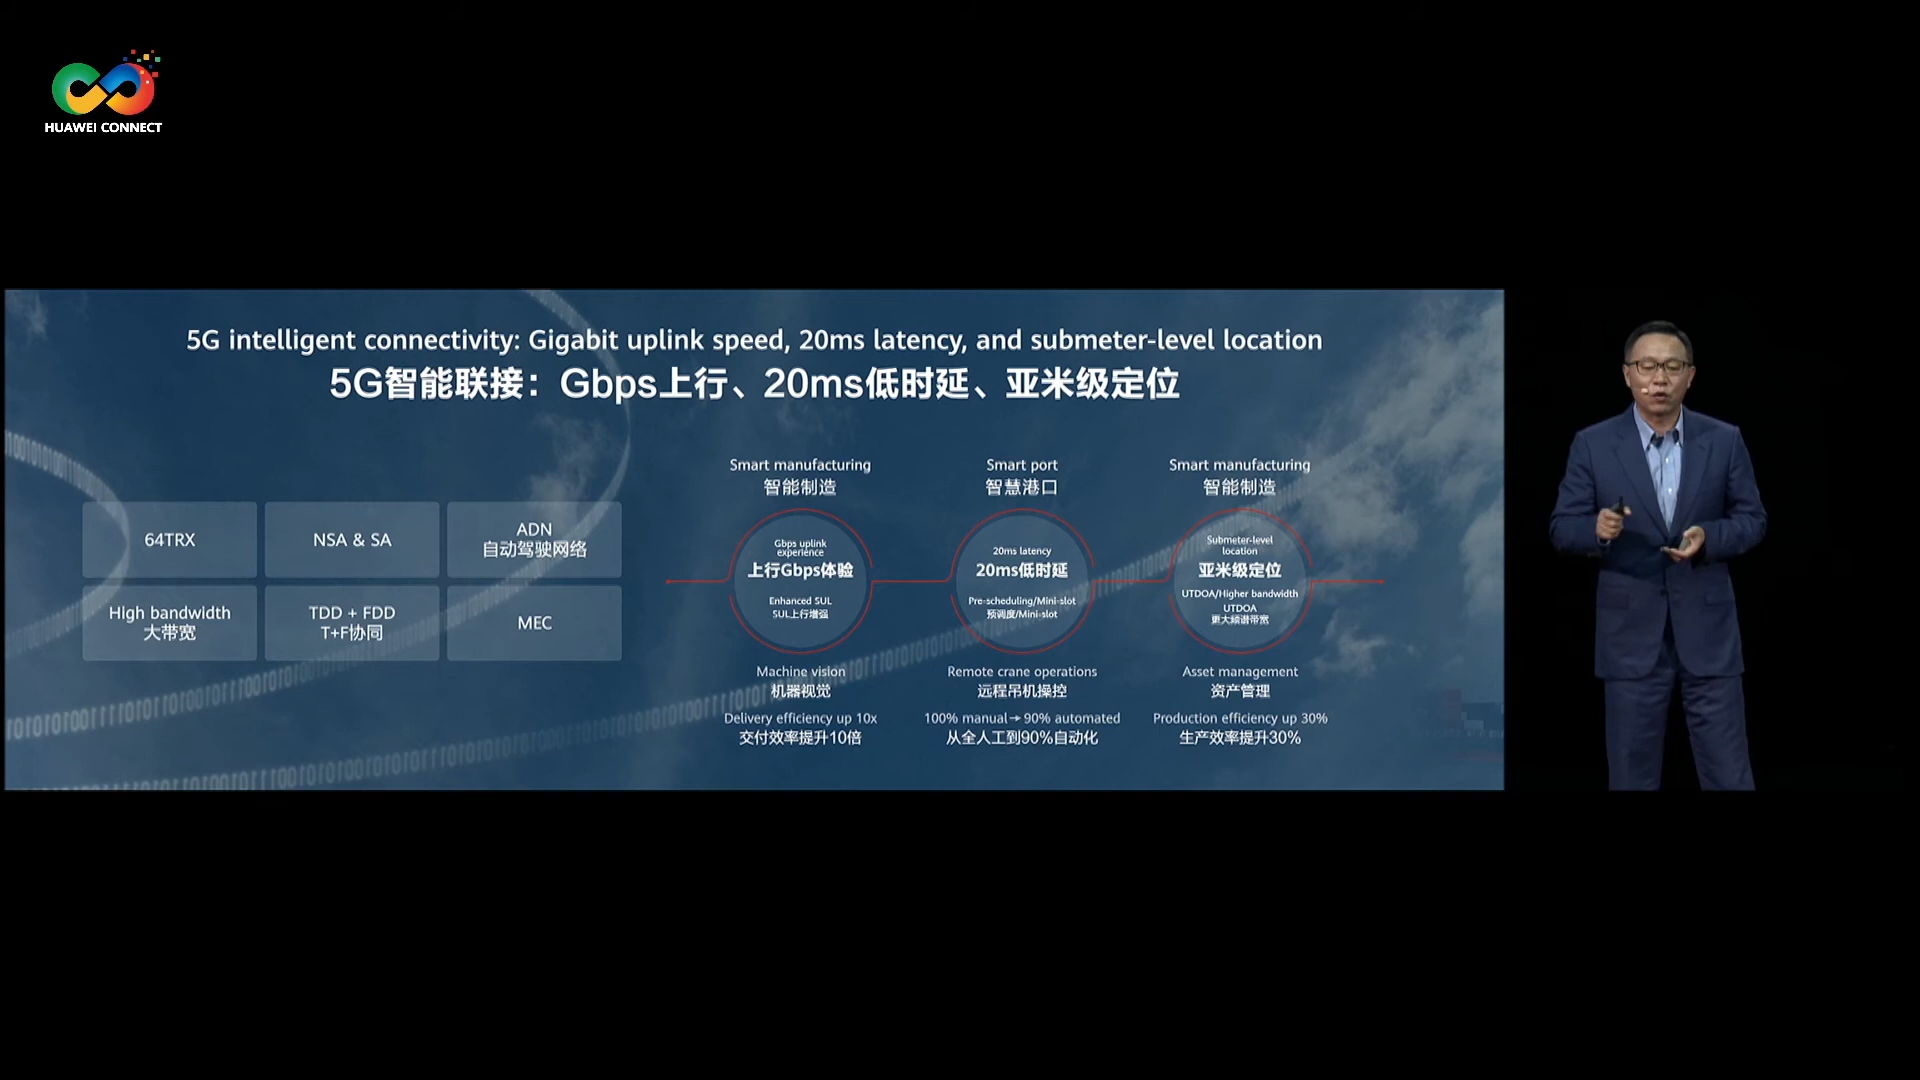 HUAWEI CONNECT
5G intelligent connectivity: Gigabit uplink speed, 20ms latency, and submeter-level location
5G智能联接：Gbps上行、20ms低时延、亚米级定位
64TRX
NSA & SA
ADN
自动驾驶网络
High bandwidth
大带宽
TDD + FDD
T+F协同
MEC
Smart manufacturing
智能制造
Gbps uplink
experience
上行Gbps体验
Enhanced SUL
SUL上行增强
Machine vision
机器视觉
Delivery efficiency up 10x
交付效率提升10倍
Smart port
智慧港口
20ms latency
20ms低时延
Pre-scheduling/Mini-slot
预调度/Mini-slot
Remote crane operations
远程吊机操控
100% manual→90% automated
从全人工到90%自动化
Smart manufacturing
智能制造
Submeter-level
location
亚米级定位
UTDOA/Higher bandwidth
UTDOA
更大频谱带宽
Asset management
资产管理
Production efficiency up 30%
生产效率提升30%